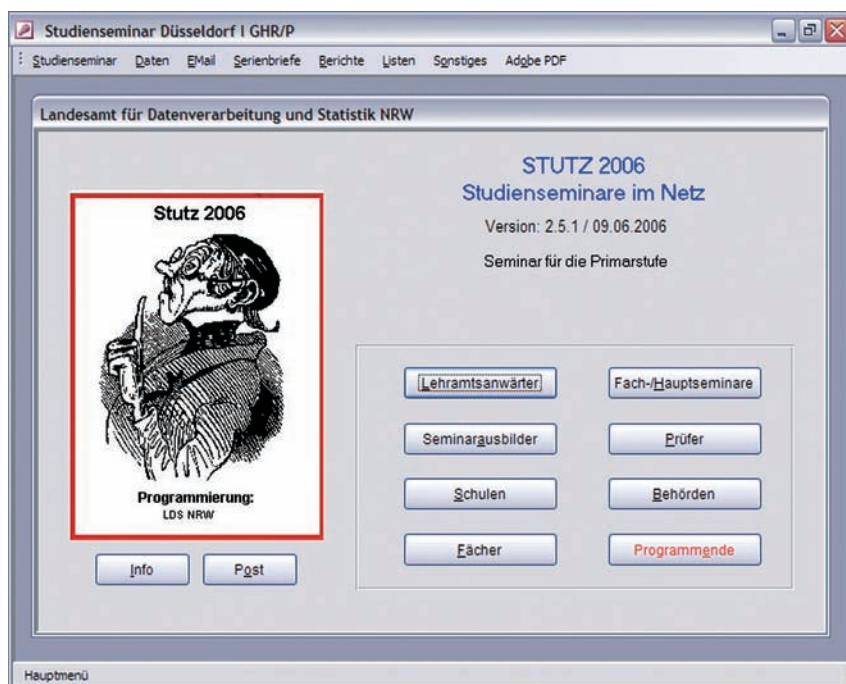 Studienseminar Düsseldorf I GHR/P
Studienseminar Daten EMail Serienbriefe Berichte Listen Sonstiges Adobe PDF
Landesamt für Datenverarbeitung und Statistik NRW
STUTZ 2006
Studienseminare im Netz
Version: 2.5.1 / 09.06.2006
Seminar für die Primarstufe
Stutz 2006
Programmierung:
LDS NRW
Info Post
Lehramtsanwärter Fach-/Hauptseminare
Seminarausbilder Prüfer
Schulen Behörden
Fächer Programmende
Hauptmenü